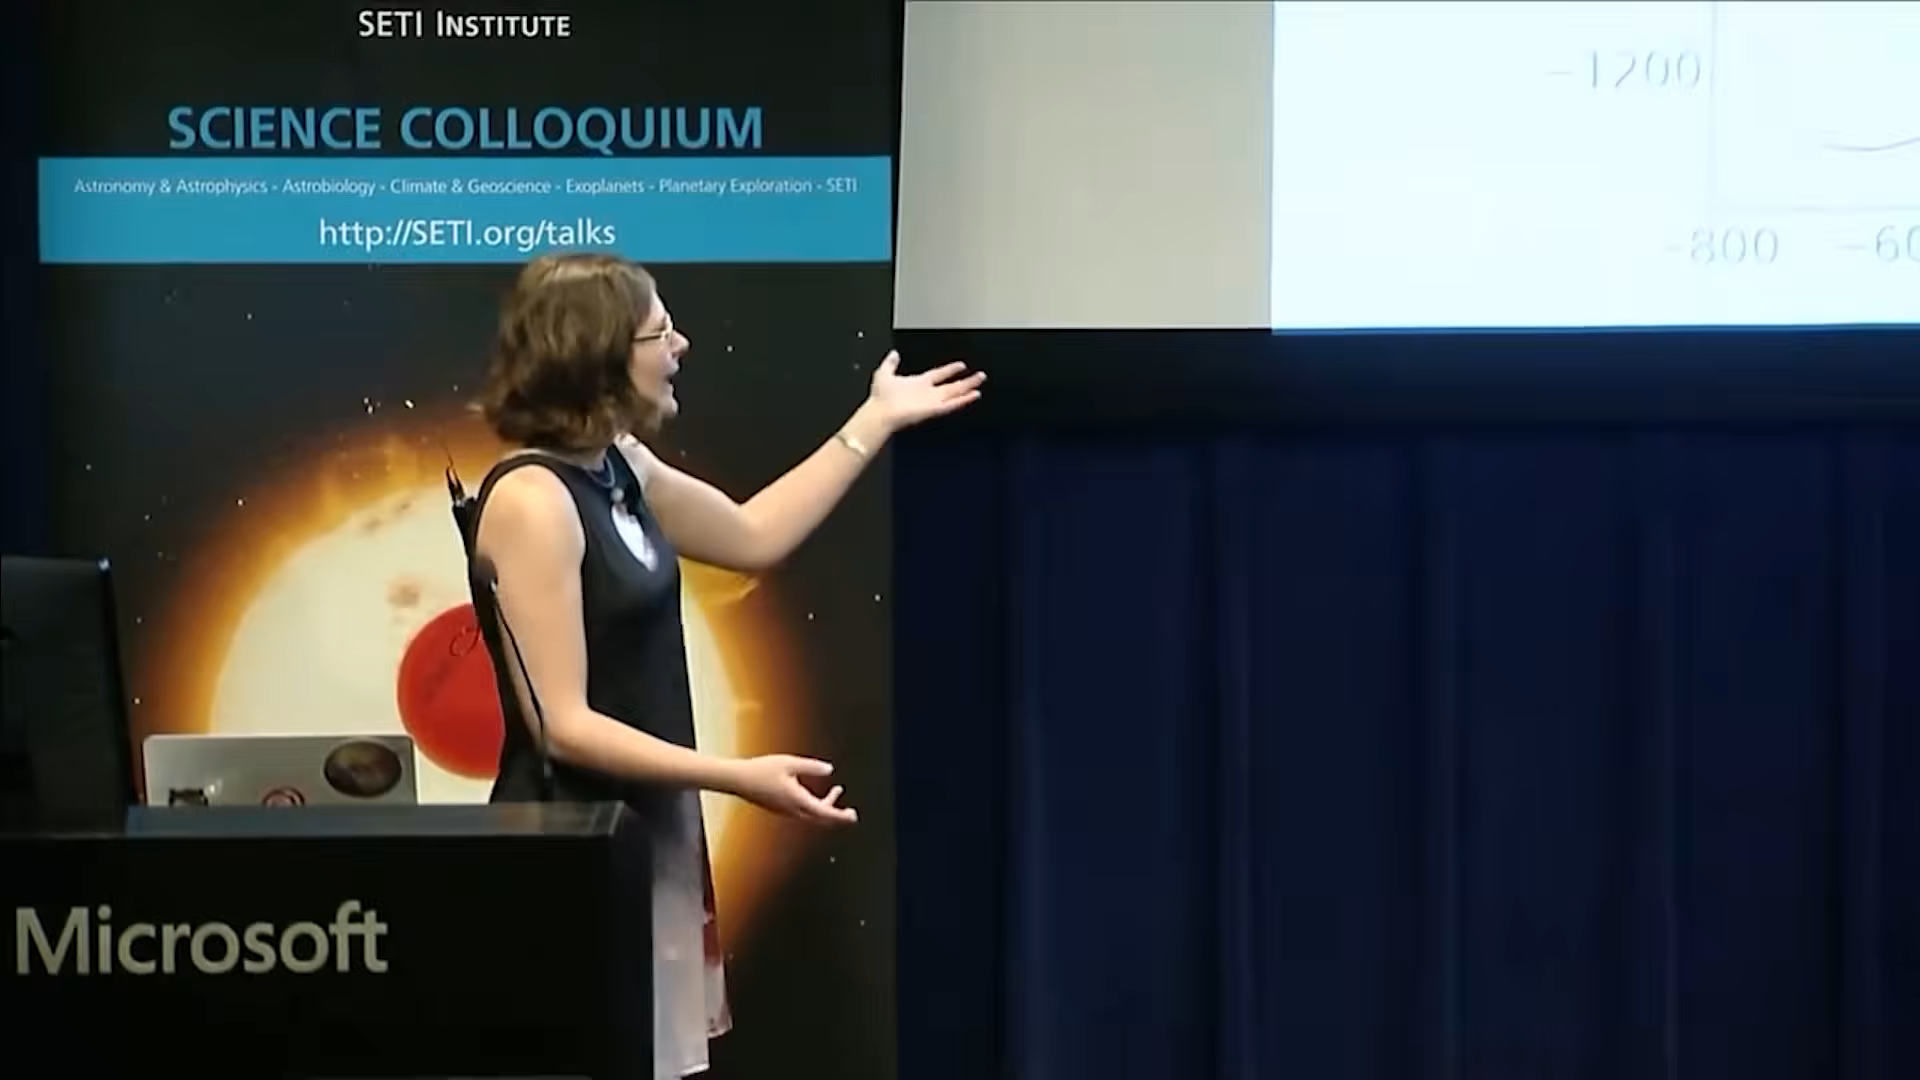 SETI INSTITUTE
SCIENCE COLLOQUIUM
Astronomy & Astrophysics - Astrobiology - Climate & Geoscience - Exoplanets - Planetary Exploration - SETI
http://SETI.org/talks
-1200
-800 -60
Microsoft